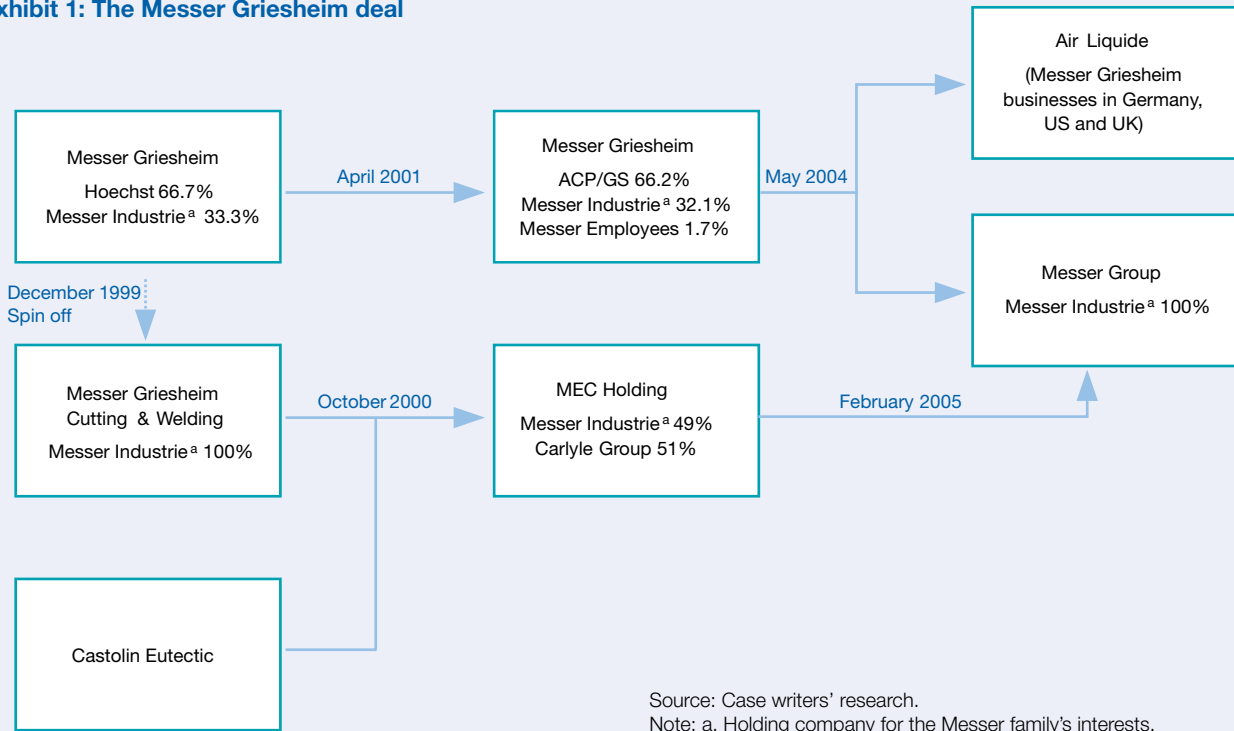 xhibit 1: The Messer Griesheim deal
Messer Griesheim
Hoechst 66.7%
Messer Industrie a 33.3%
April 2001
Messer Griesheim
ACP/GS 66.2%
Messer Industrie a 32.1%
Messer Employees 1.7%
May 2004
Air Liquide
(Messer Griesheim
businesses in Germany,
US and UK)
Messer Group
Messer Industrie a 100%
December 1999
Spin off
Messer Griesheim
Cutting & Welding
Messer Industrie a 100%
October 2000
MEC Holding
Messer Industrie a 49%
Carlyle Group 51%
February 2005
Castolin Eutectic
Source: Case writers' research.
Note: a. Holding company for the Messer family's interests.